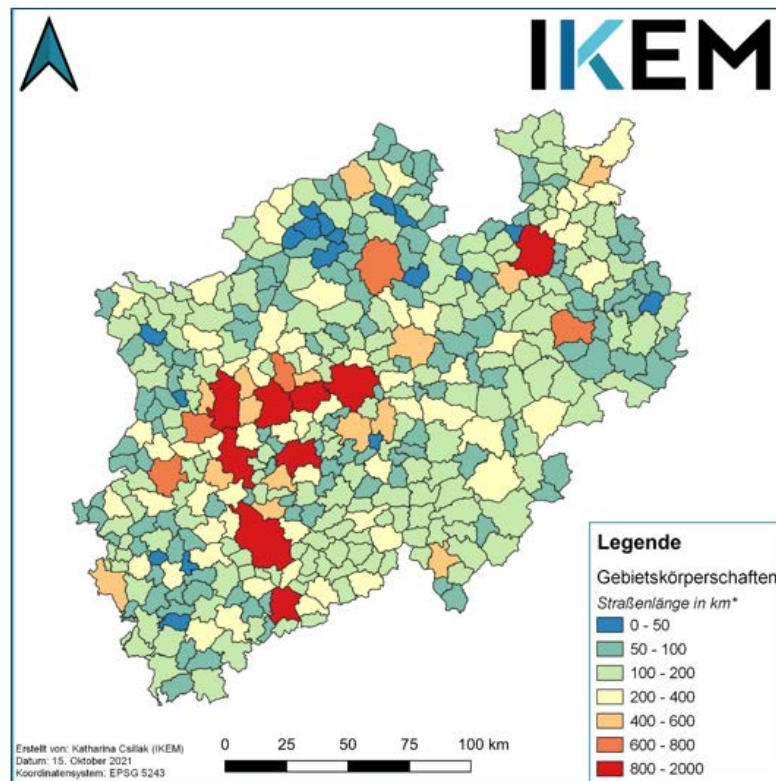 IKEM
Legende
Gebietskörperschaften
Straßenlänge in km*
0 - 50
50 - 100
100 - 200
200 - 400
400 - 600
600 - 800
800 - 2000
Erstellt von: Katharina Csillak (IKEM)
Datum: 15. Oktober 2021
Koordinatensystem: EPSG 5243
0 25 50 75 100 km